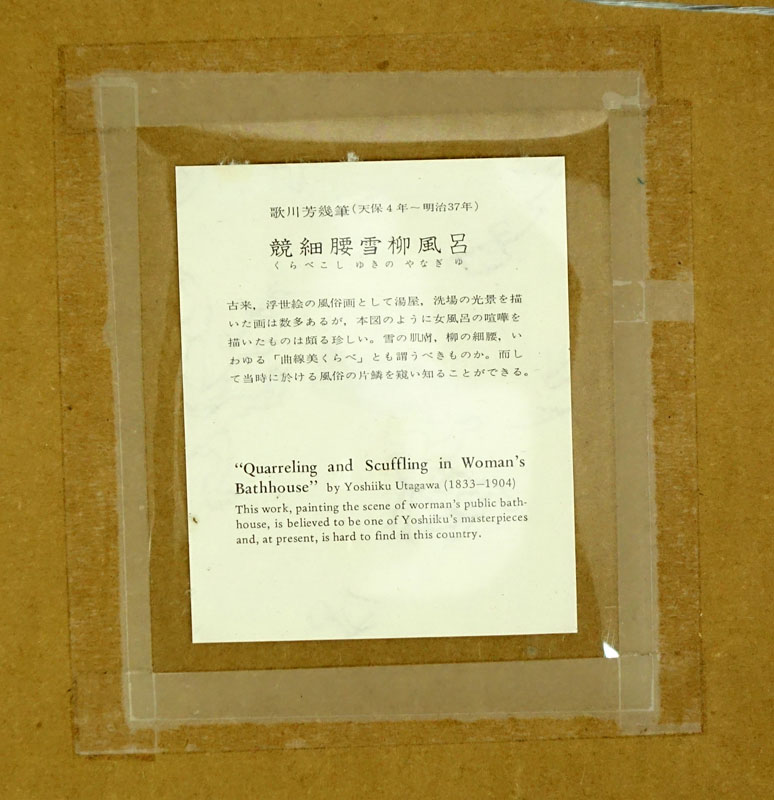 歌川芳幾筆(天保4年～明治37年)
競細腰雪柳風呂
くらべこし ゆきの やなぎ ゆ
古来，浮世絵の風俗画として湯屋，洗場の光景を描
いた画は数多あるが，本図のように女風呂の喧嘩を
描いたものは頗る珍しい。雪の肌膚，柳の細腰，い
わゆる「曲線美くらべ」とも謂うべきものか。而し
て当時に於ける風俗の片鱗を窺い知ることができる。
“Quarreling and Scuffling in Woman's
Bathhouse” by Yoshiiku Utagawa (1833–1904)
This work, painting the scene of worman's public bath-
house, is believed to be one of Yoshiiku's masterpieces
and, at present, is hard to find in this country.